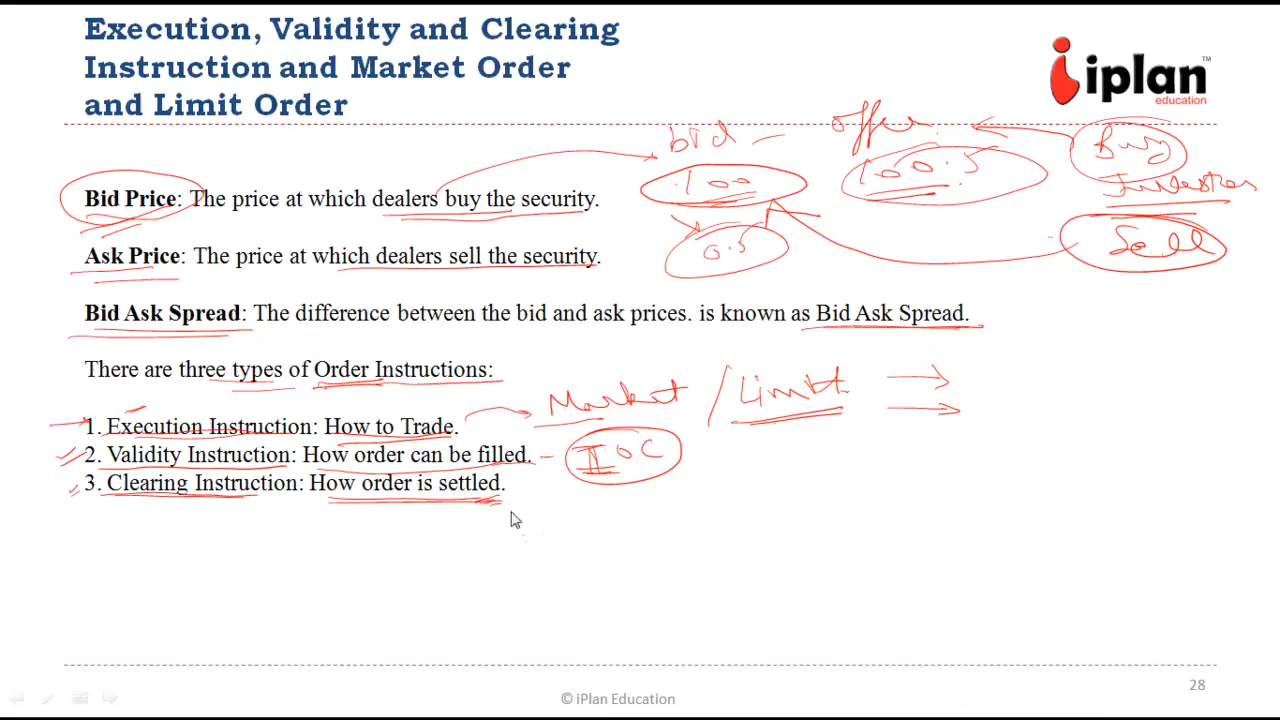 Execution, Validity and Clearing
Instruction and Market Order
and Limit Order
iplan™
education
bid - offer
Buy
100
100.5
Investor
Bid Price: The price at which dealers buy the security.
0.5
Sell
Ask Price: The price at which dealers sell the security.
Bid Ask Spread: The difference between the bid and ask prices. is known as Bid Ask Spread.
There are three types of Order Instructions:
Market / Limit
1. Execution Instruction: How to Trade.
2. Validity Instruction: How order can be filled. - IOC
3. Clearing Instruction: How order is settled.
© iPlan Education
28